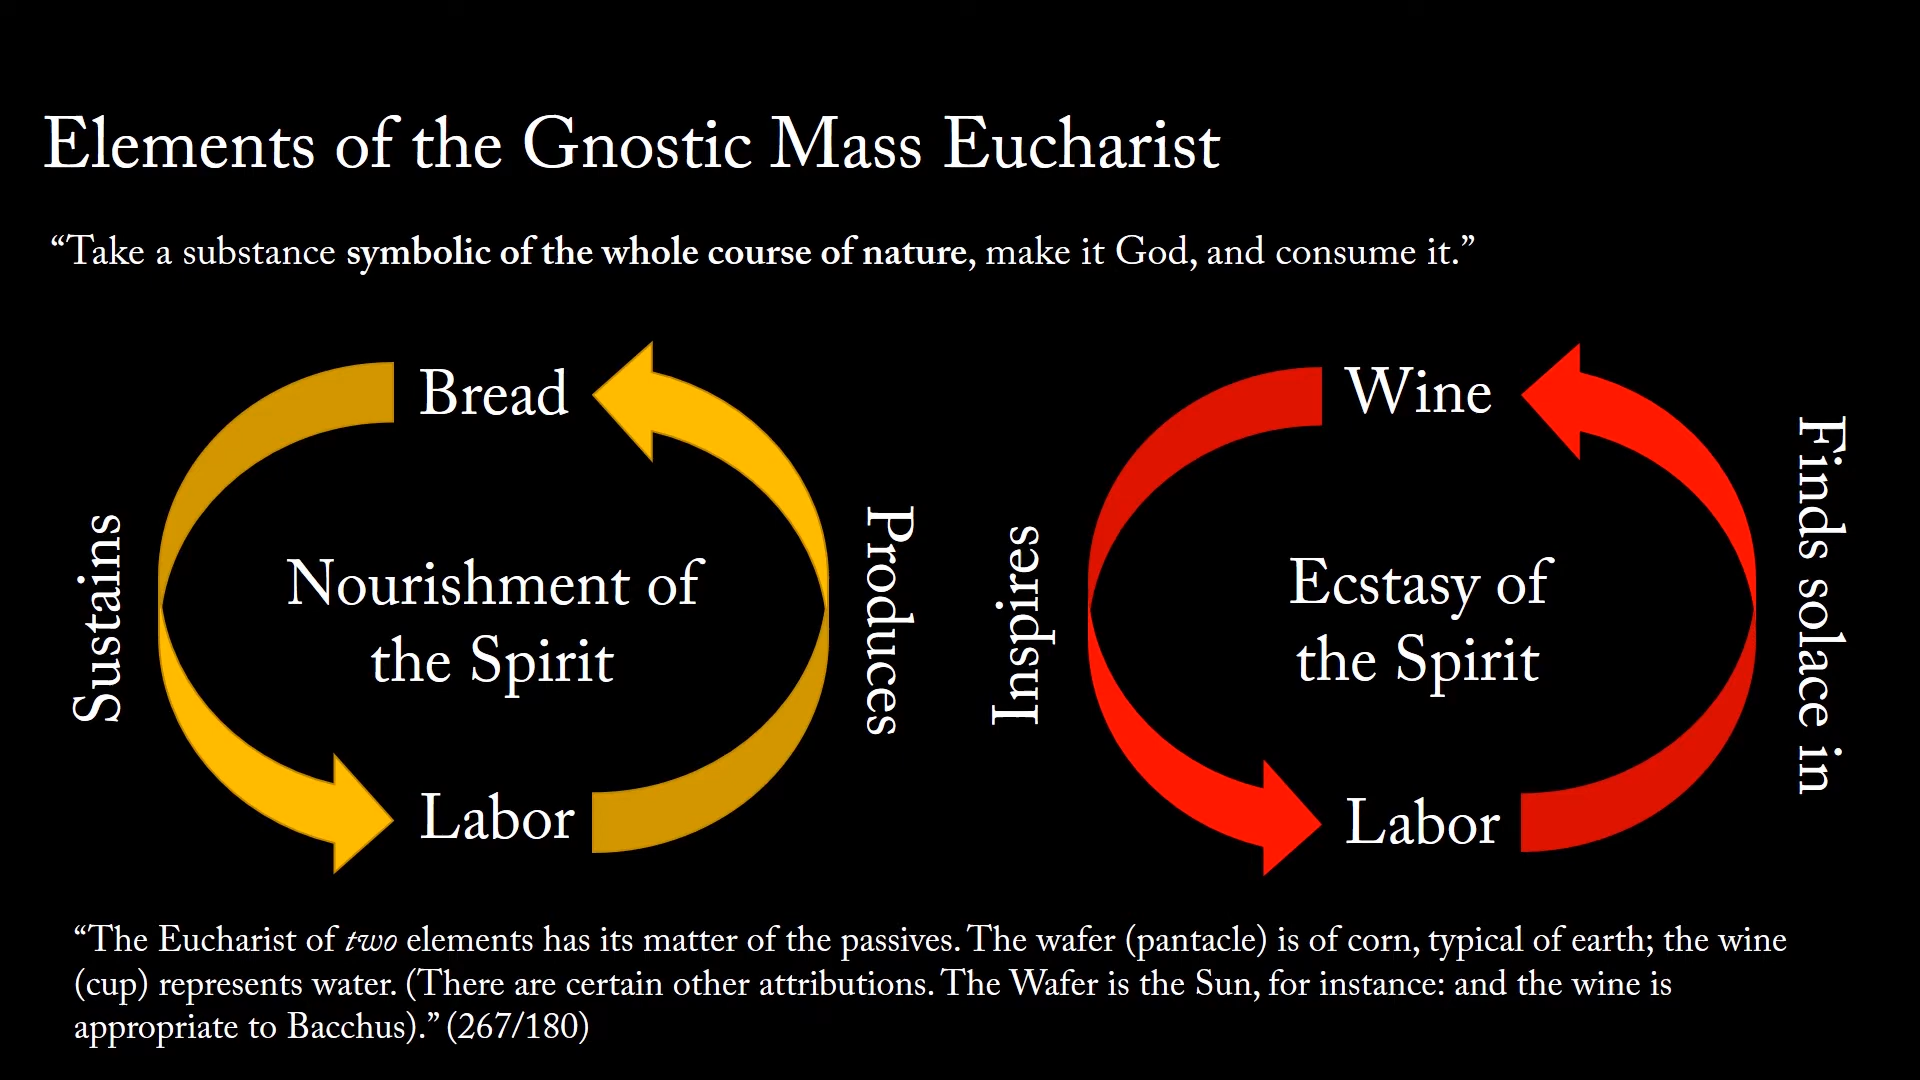 Elements of the Gnostic Mass Eucharist
“Take a substance symbolic of the whole course of nature, make it God, and consume it.”
Bread
Sustains
Nourishment of
the Spirit
Produces
Labor
Wine
Inspires
Ecstasy of
the Spirit
Finds solace in
Labor
“The Eucharist of two elements has its matter of the passives. The wafer (pantacle) is of corn, typical of earth; the wine
(cup) represents water. (There are certain other attributions. The Wafer is the Sun, for instance: and the wine is
appropriate to Bacchus).” (267/180)